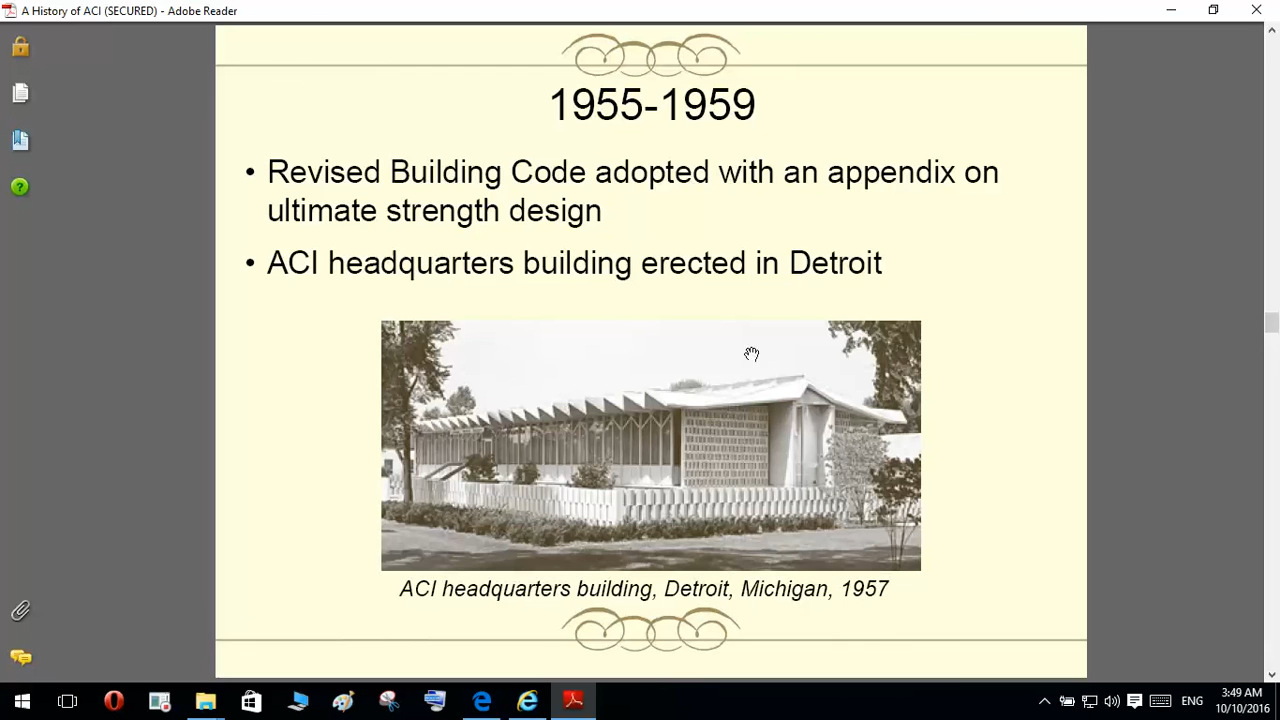 A History of ACI (SECURED) - Adobe Reader
1955-1959
• Revised Building Code adopted with an appendix on
ultimate strength design
• ACI headquarters building erected in Detroit
ACI headquarters building, Detroit, Michigan, 1957
ENG
3:49 AM
10/10/2016